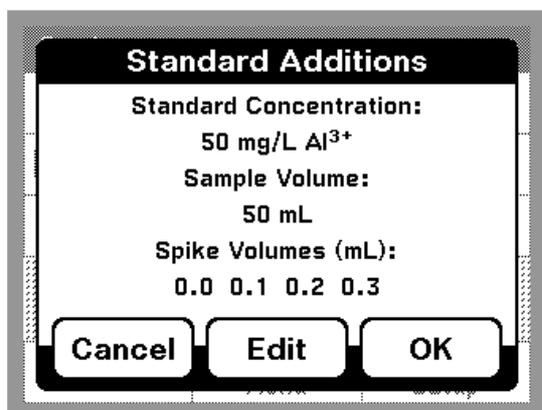 Standard Additions
Standard Concentration:
50 mg/L Al³⁺
Sample Volume:
50 mL
Spike Volumes (mL):
0.0 0.1 0.2 0.3
Cancel Edit OK